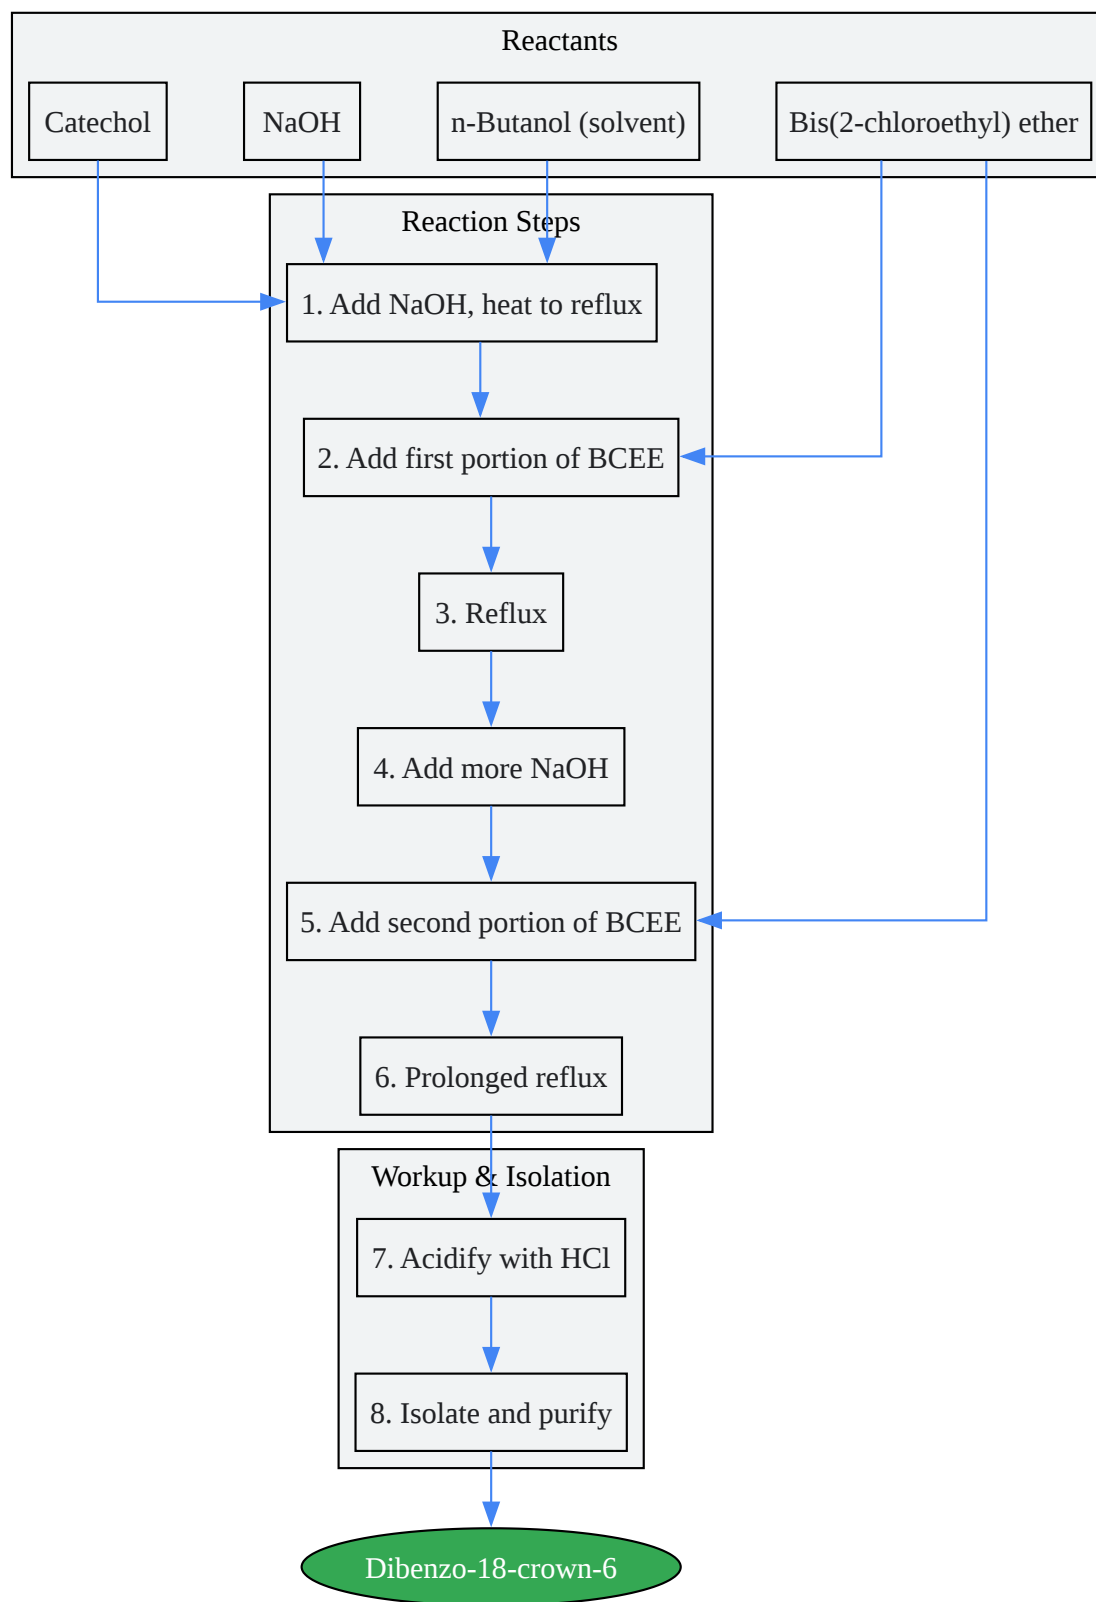 Reactants
Catechol
NaOH
n-Butanol (solvent)
Bis(2-chloroethyl) ether
Reaction Steps
1. Add NaOH, heat to reflux
2. Add first portion of BCEE
3. Reflux
4. Add more NaOH
5. Add second portion of BCEE
6. Prolonged reflux
Workup & Isolation
7. Acidify with HCl
8. Isolate and purify
Dibenzo-18-crown-6